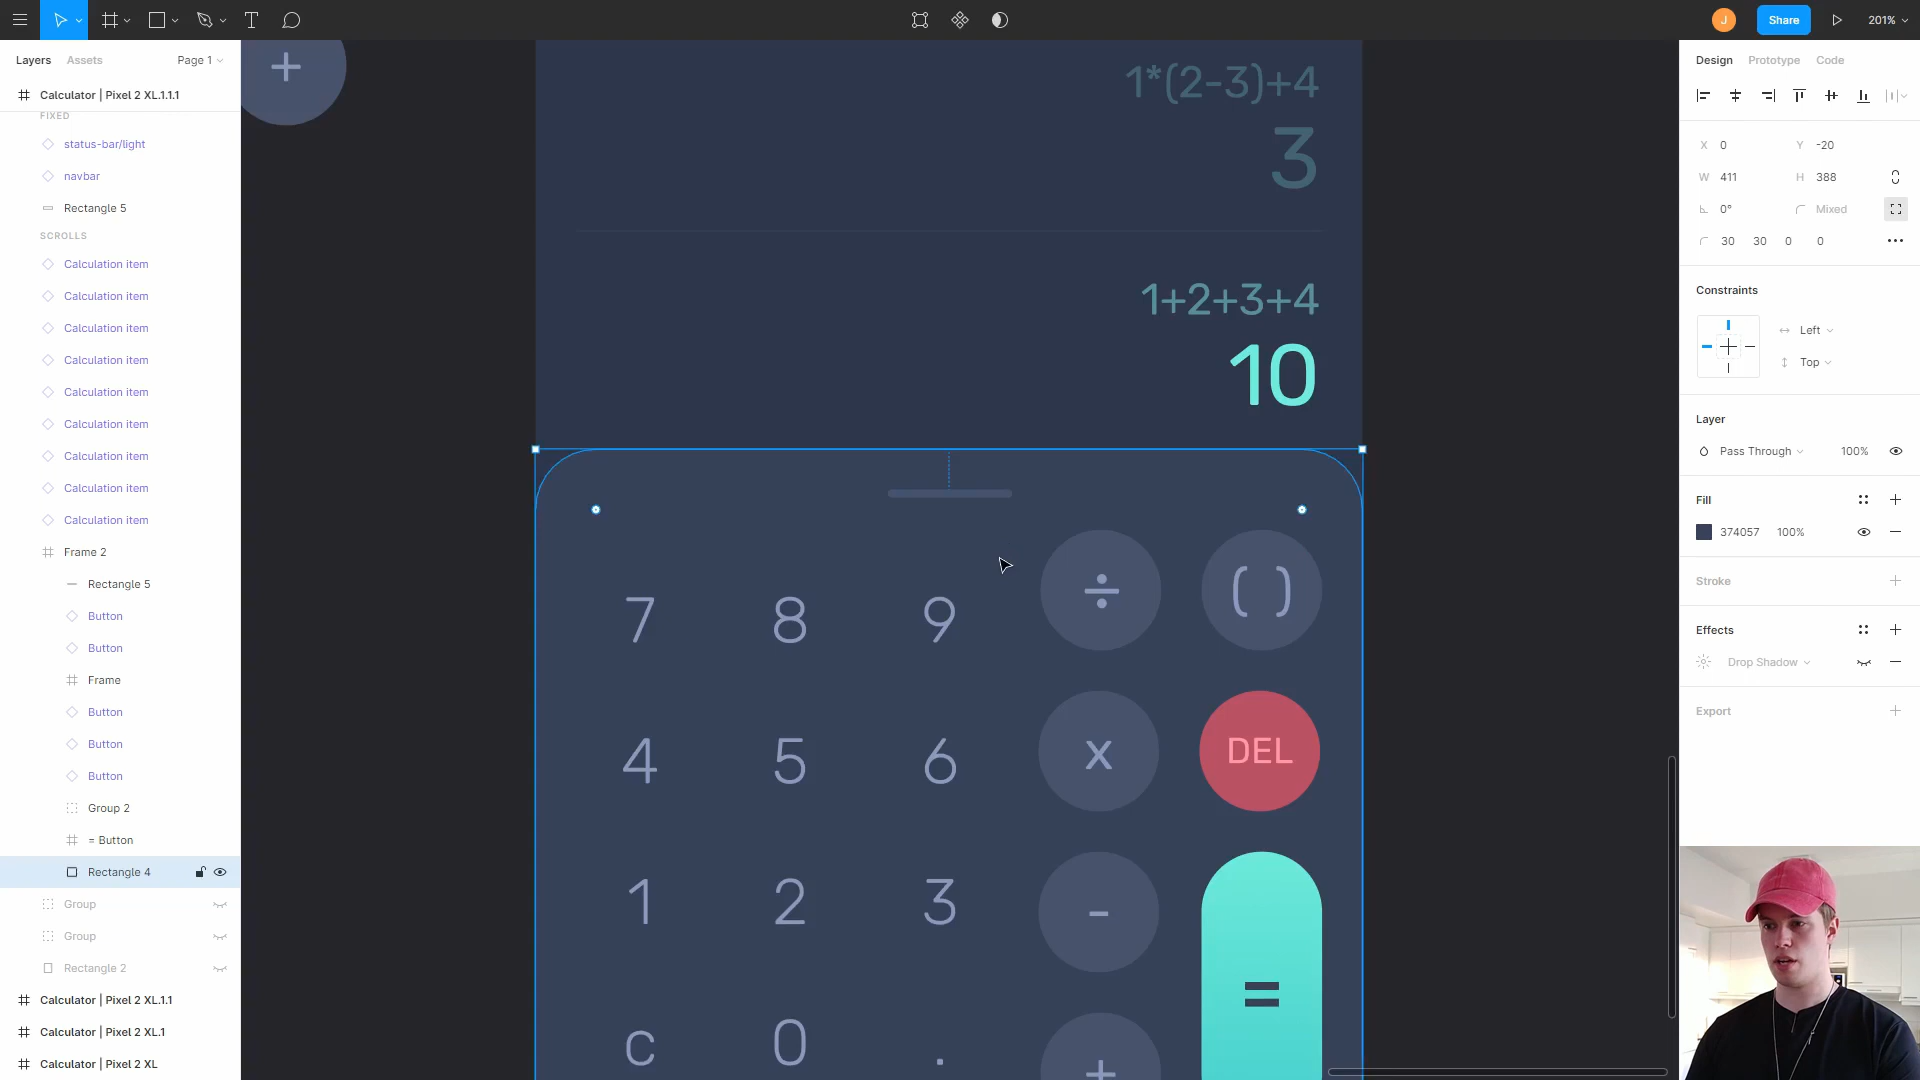 J
Share
201%
Layers
Assets
Page 1
Calculator | Pixel 2 XL.1.1.1
FIXED
status-bar/light
navbar
Rectangle 5
SCROLLS
Calculation item
Calculation item
Calculation item
Calculation item
Calculation item
Calculation item
Calculation item
Calculation item
Calculation item
Frame 2
Rectangle 5
Button
Button
Frame
Button
Button
Button
Group 2
= Button
Rectangle 4
Group
Group
Rectangle 2
Calculator | Pixel 2 XL.1.1
Calculator | Pixel 2 XL.1
Calculator | Pixel 2 XL
+
1*(2-3)+4
3
1+2+3+4
10
7 8 9 ÷ ( )
4 5 6 x DEL
1 2 3 -
=
c 0 . +
Design
Prototype
Code
X 0 Y -20
W 411 H 388
0° Mixed
30 30 0 0
Constraints
Left
Top
Layer
Pass Through 100%
Fill
374057 100%
Stroke
Effects
Drop Shadow
Export